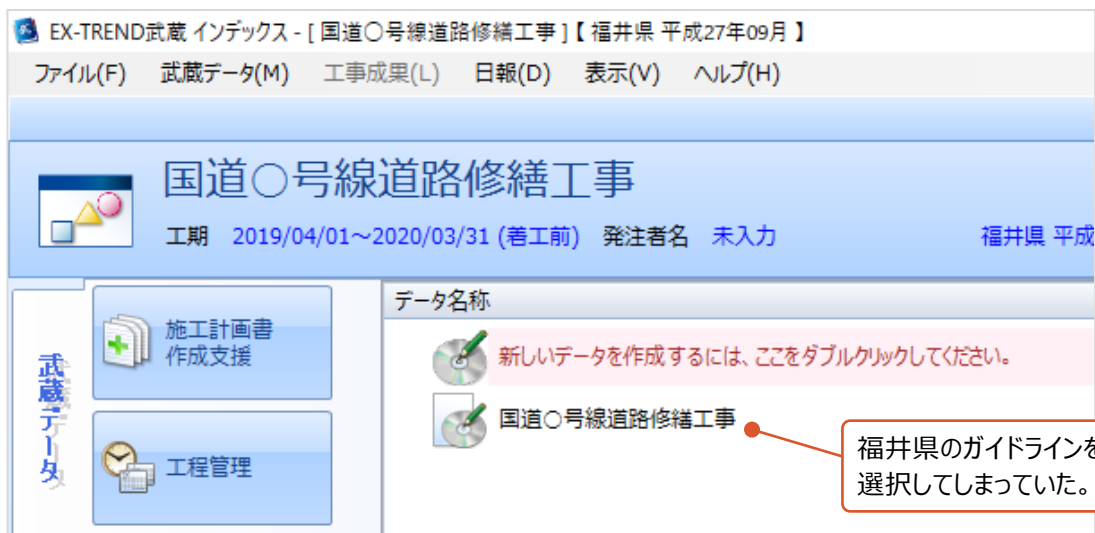 EX-TREND武蔵 インデックス - [ 国道○号線道路修繕工事 ]【 福井県 平成27年09月 】
ファイル(F) 武蔵データ(M) 工事成果(L) 日報(D) 表示(V) ヘルプ(H)
国道○号線道路修繕工事
工期 2019/04/01～2020/03/31 (着工前) 発注者名 未入力 福井県 平成
武蔵データ
施工計画書
作成支援
工程管理
データ名称
新しいデータを作成するには、ここをダブルクリックしてください。
国道○号線道路修繕工事
福井県のガイドラインを
選択してしまっていた。